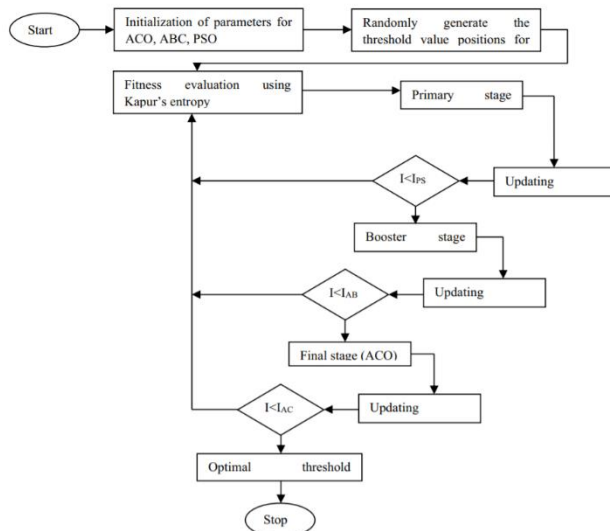 Start
Initialization of parameters for
ACO, ABC, PSO
Randomly generate the
threshold value positions for
Fitness evaluation using
Kapur's entropy
Primary stage
I<IPS
Updating
Booster stage
I<IAB
Updating
Final stage (ACO)
I<IAC
Updating
Optimal threshold
Stop